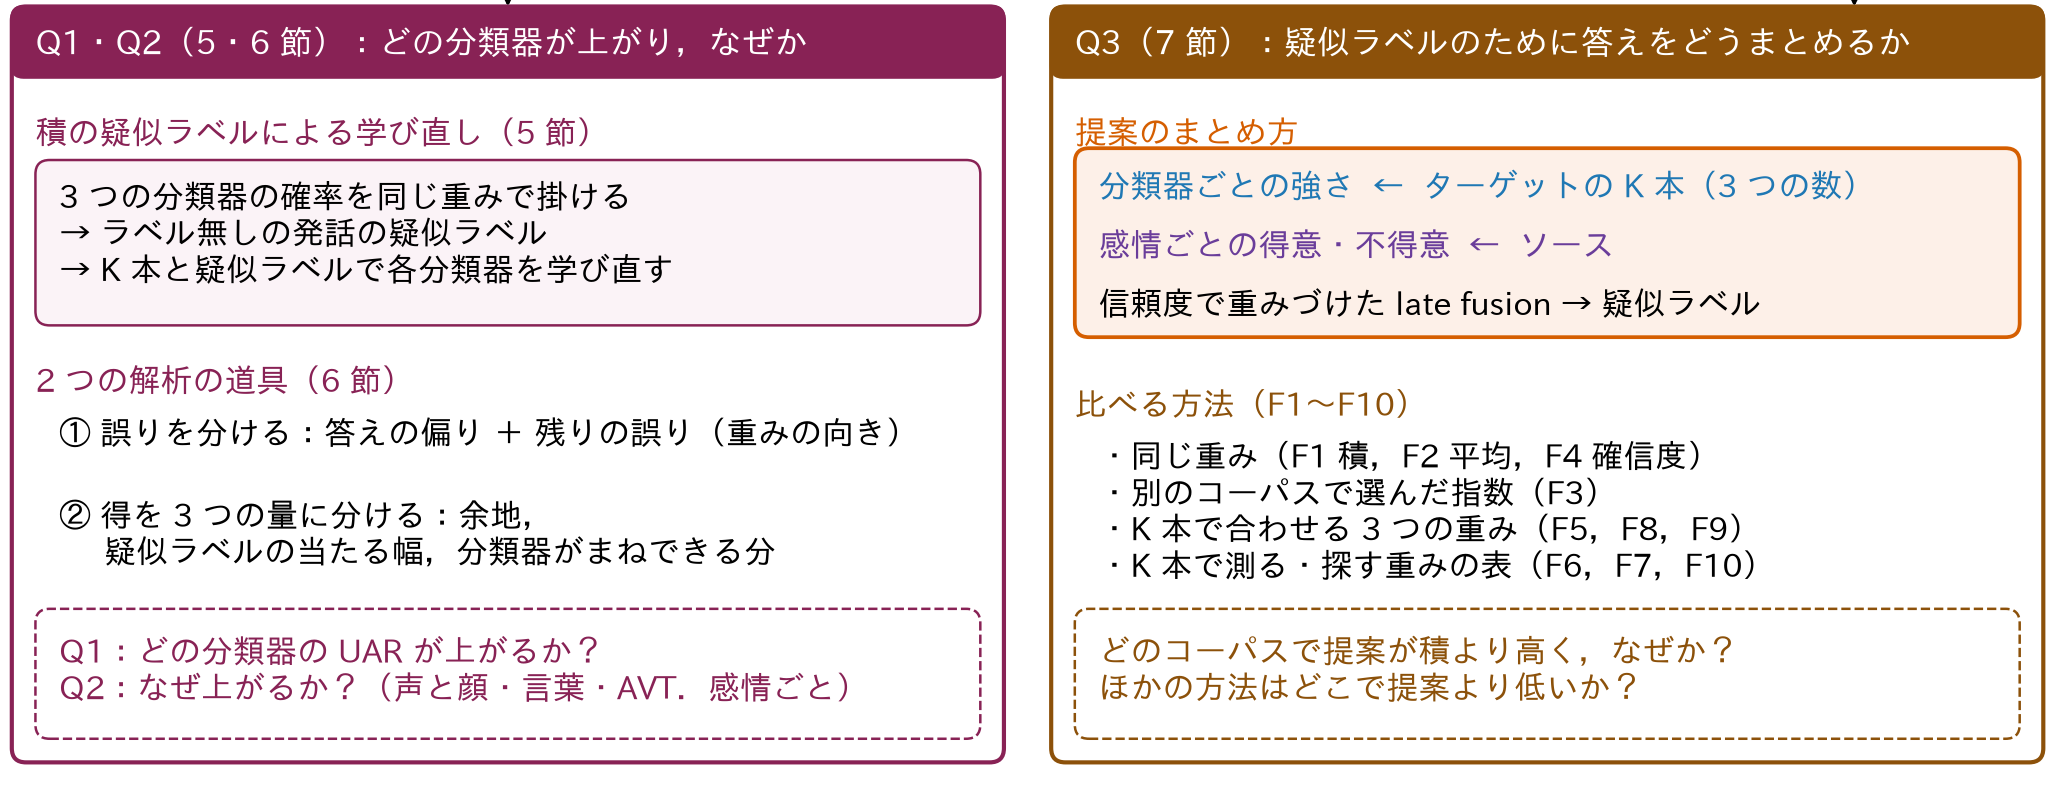 Q1・Q2（5・6 節）：どの分類器が上がり，なぜか
積の疑似ラベルによる学び直し（5 節）
3 つの分類器の確率を同じ重みで掛ける
→ ラベル無しの発話の疑似ラベル
→ K 本と疑似ラベルで各分類器を学び直す
2 つの解析の道具（6 節）
① 誤りを分ける：答えの偏り ＋ 残りの誤り（重みの向き）
② 得を 3 つの量に分ける：余地，
疑似ラベルの当たる幅，分類器がまねできる分
Q1：どの分類器の UAR が上がるか？
Q2：なぜ上がるか？（声と顔・言葉・AVT．感情ごと）
Q3（7 節）：疑似ラベルのために答えをどうまとめるか
提案のまとめ方
分類器ごとの強さ ← ターゲットの K 本（3 つの数）
感情ごとの得意・不得意 ← ソース
信頼度で重みづけた late fusion → 疑似ラベル
比べる方法（F1～F10）
・同じ重み（F1 積，F2 平均，F4 確信度）
・別のコーパスで選んだ指数（F3）
・K 本で合わせる 3 つの重み（F5，F8，F9）
・K 本で測る・探す重みの表（F6，F7，F10）
どのコーパスで提案が積より高く，なぜか？
ほかの方法はどこで提案より低いか？